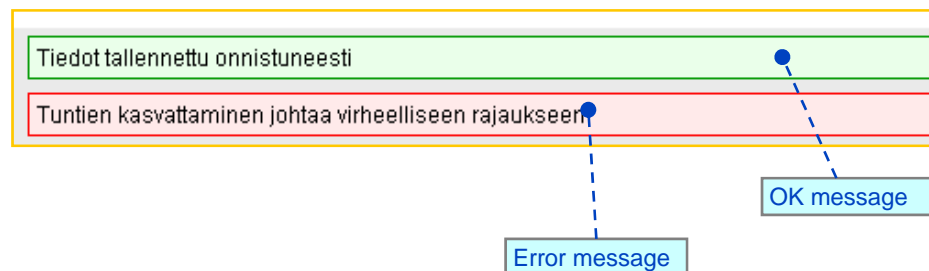 Tiedot tallennettu onnistuneesti
Tuntien kasvattaminen johtaa virheelliseen rajaukseen
OK message
Error message